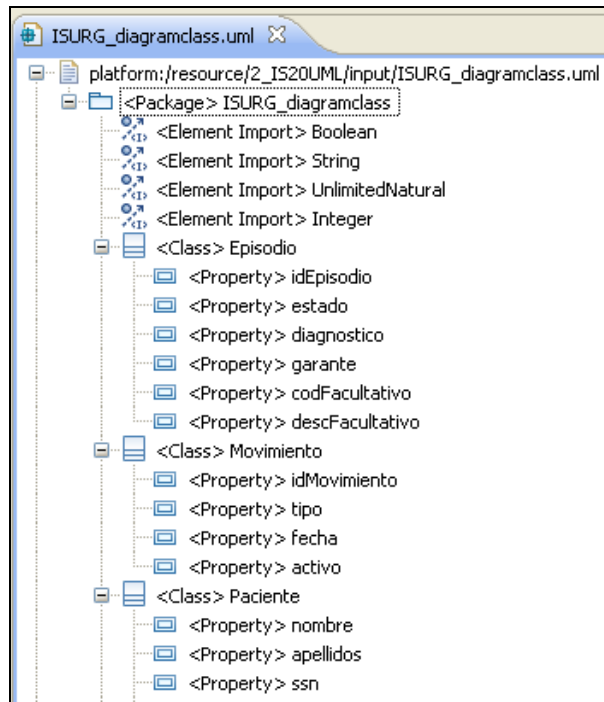 ISURG_diagramclass.uml
platform:/resource/2_IS20UML/input/ISURG_diagramclass.uml
<Package> ISURG_diagramclass
<Element Import> Boolean
<Element Import> String
<Element Import> UnlimitedNatural
<Element Import> Integer
<Class> Episodio
<Property> idEpisodio
<Property> estado
<Property> diagnostico
<Property> garante
<Property> codFacultativo
<Property> descFacultativo
<Class> Movimiento
<Property> idMovimiento
<Property> tipo
<Property> fecha
<Property> activo
<Class> Paciente
<Property> nombre
<Property> apellidos
<Property> ssn